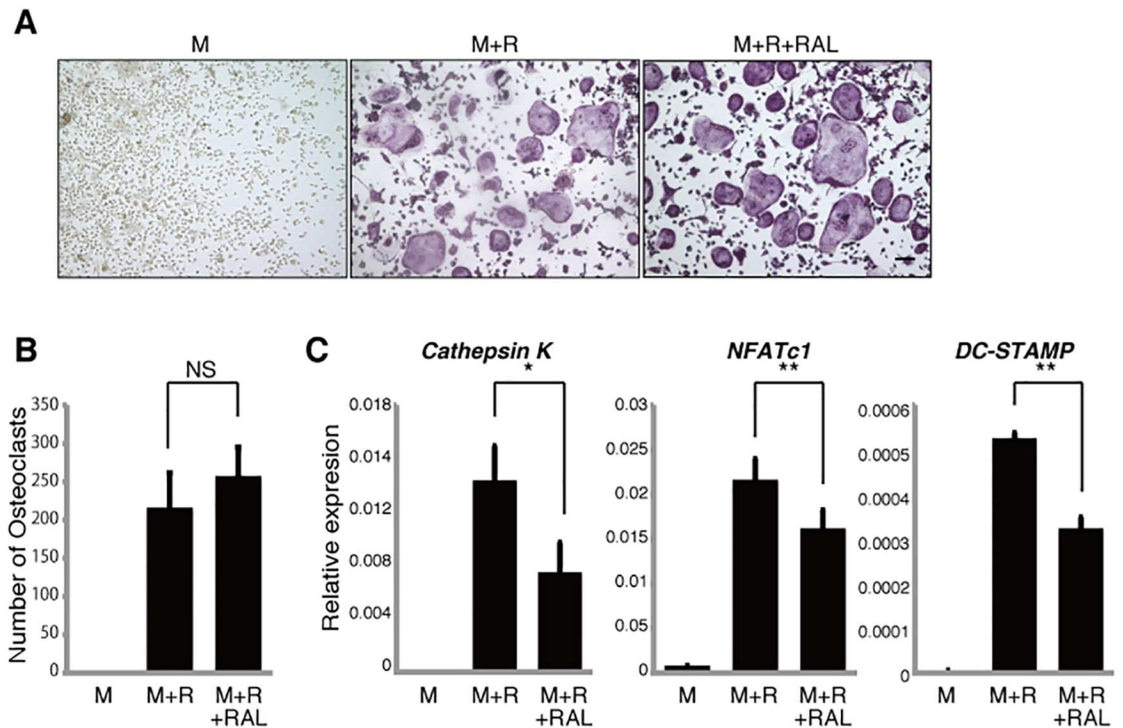 A
M
M+R
M+R+RAL
B
NS
Number of Osteoclasts
350
300
250
200
150
100
50
0
M
M+R
M+R
+RAL
C
Cathepsin K
*
Relative expresion
0.018
0.014
0.012
0.008
0.004
0
M
M+R
M+R
+RAL
NFATc1
**
0.03
0.025
0.02
0.015
0.01
0.05
0
M
M+R
M+R
+RAL
DC-STAMP
**
0.0006
0.0005
0.0004
0.0003
0.0002
0.0001
0
M
M+R
M+R
+RAL